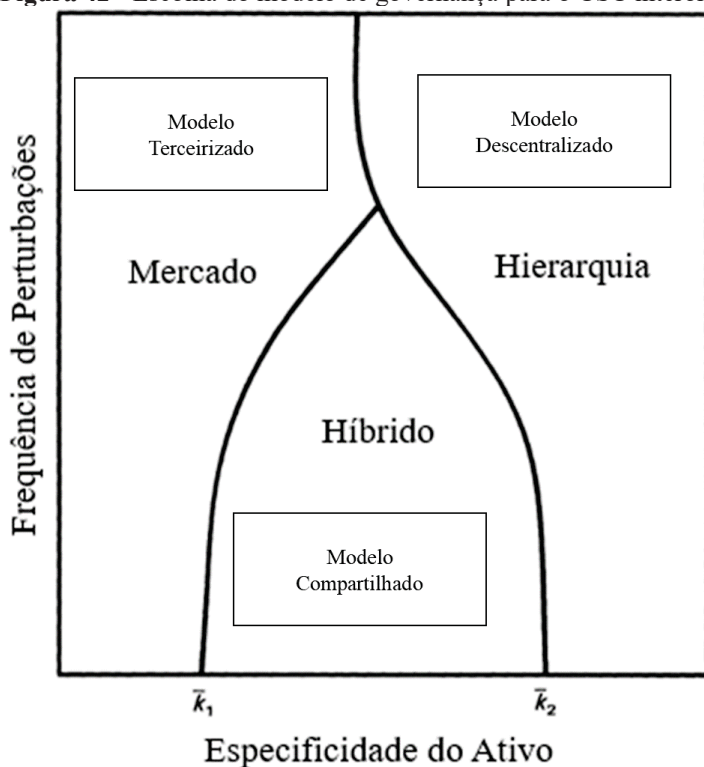 Modelo
Terceirizado
Modelo
Descentralizado
Frequência de Perturbações
Mercado
Hierarquia
Híbrido
Modelo
Compartilhado
k̄₁
k̄₂
Especificidade do Ativo